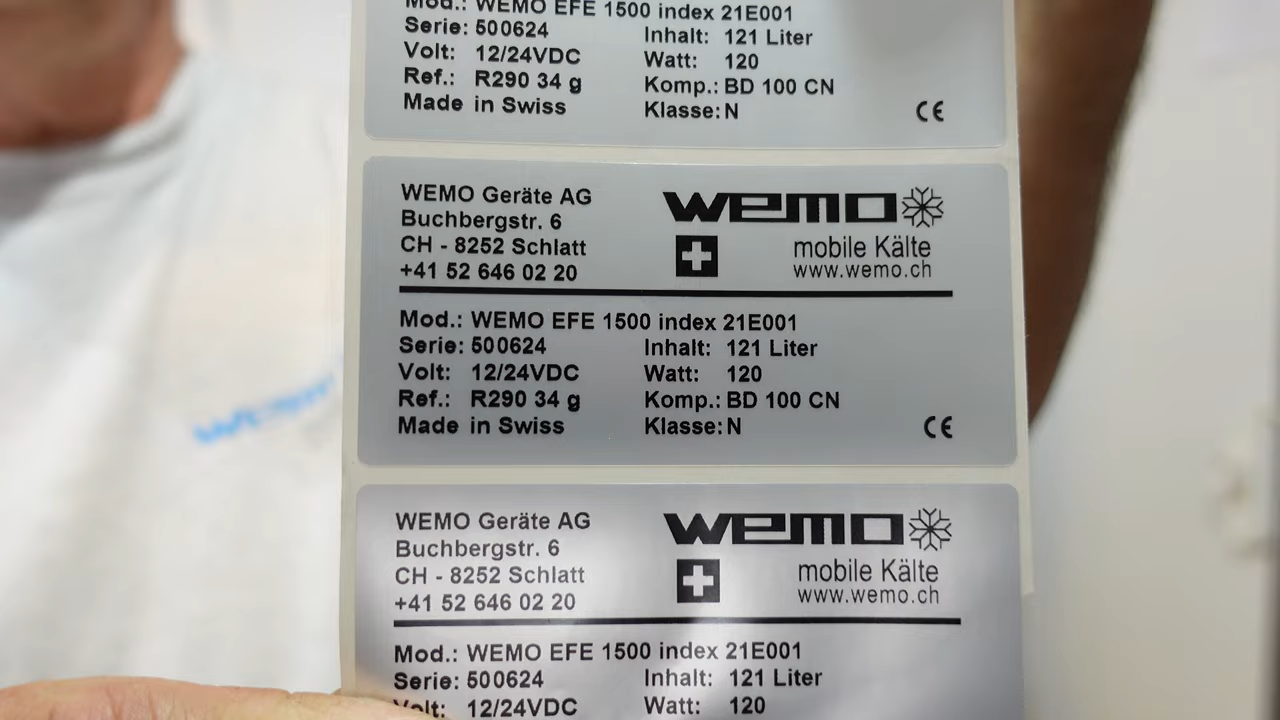 Mod.: WEMO EFE 1500 index 21E001
Serie: 500624 Inhalt: 121 Liter
Volt: 12/24VDC Watt: 120
Ref.: R290 34 g Komp.: BD 100 CN
Made in Swiss Klasse: N CE
WEMO Geräte AG
Buchbergstr. 6
CH - 8252 Schlatt
+41 52 646 02 20
wemo
mobile Kälte
www.wemo.ch
Mod.: WEMO EFE 1500 index 21E001
Serie: 500624 Inhalt: 121 Liter
Volt: 12/24VDC Watt: 120
Ref.: R290 34 g Komp.: BD 100 CN
Made in Swiss Klasse: N CE
WEMO Geräte AG
Buchbergstr. 6
CH - 8252 Schlatt
+41 52 646 02 20
wemo
mobile Kälte
www.wemo.ch
Mod.: WEMO EFE 1500 index 21E001
Serie: 500624 Inhalt: 121 Liter
Volt: 12/24VDC Watt: 120
wemo